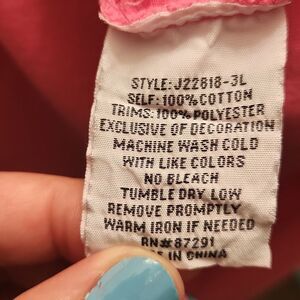 STYLE: J22618-3L
SELF: 100% COTTON
TRIMS: 100% POLYESTER
EXCLUSIVE OF DECORATION
MACHINE WASH COLD
WITH LIKE COLORS
NO BLEACH
TUMBLE DRY LOW
REMOVE PROMPTLY
WARM IRON IF NEEDED
RN# 87291
IN CHINA